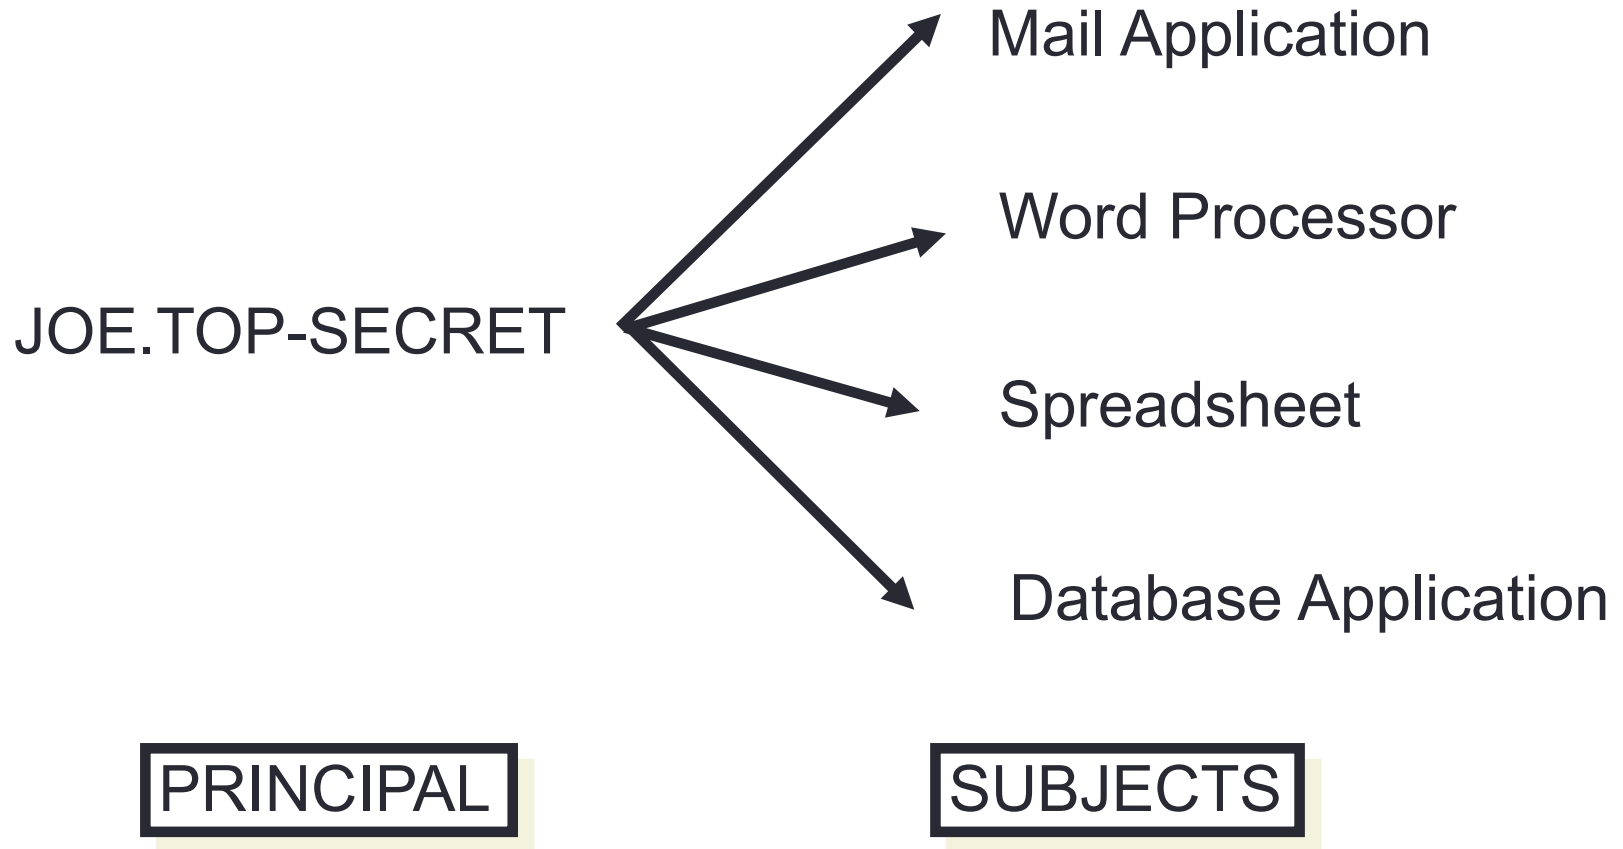 Mail Application
Word Processor
JOE.TOP-SECRET
Spreadsheet
Database Application
PRINCIPAL
SUBJECTS